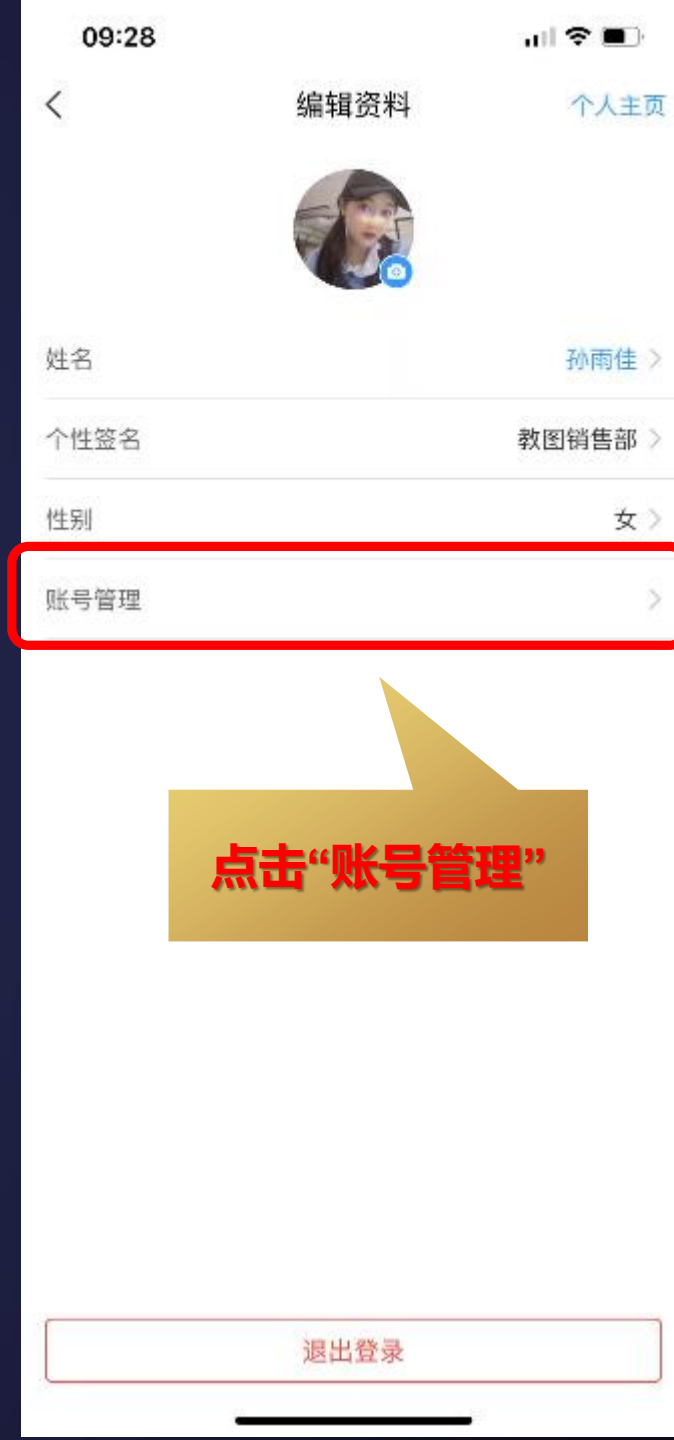 09:28
编辑资料
个人主页
姓名
孙雨佳
个性签名
教图销售部
性别
女
账号管理
点击“账号管理”
退出登录